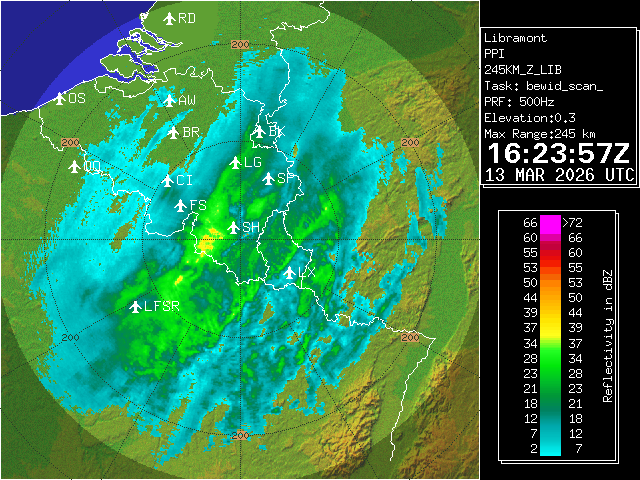 RD
200
OS
AW
BR
BK
200
200
LG
CI
SP
FS
SH
LX
LFSR
200
200
200
Libramont
PPI
245KM_Z_LIB
Task: bewid_scan_
PRF: 500Hz
Elevation:0.3
Max Range:245 km
16:23:57Z
13 MAR 2026 UTC
66 >72
60 66
55 60
53 55
50 53
44 50
39 44
37 39
34 37
28 34
23 28
21 23
18 21
12 18
7 12
2 7
Reflectivity in dBZ